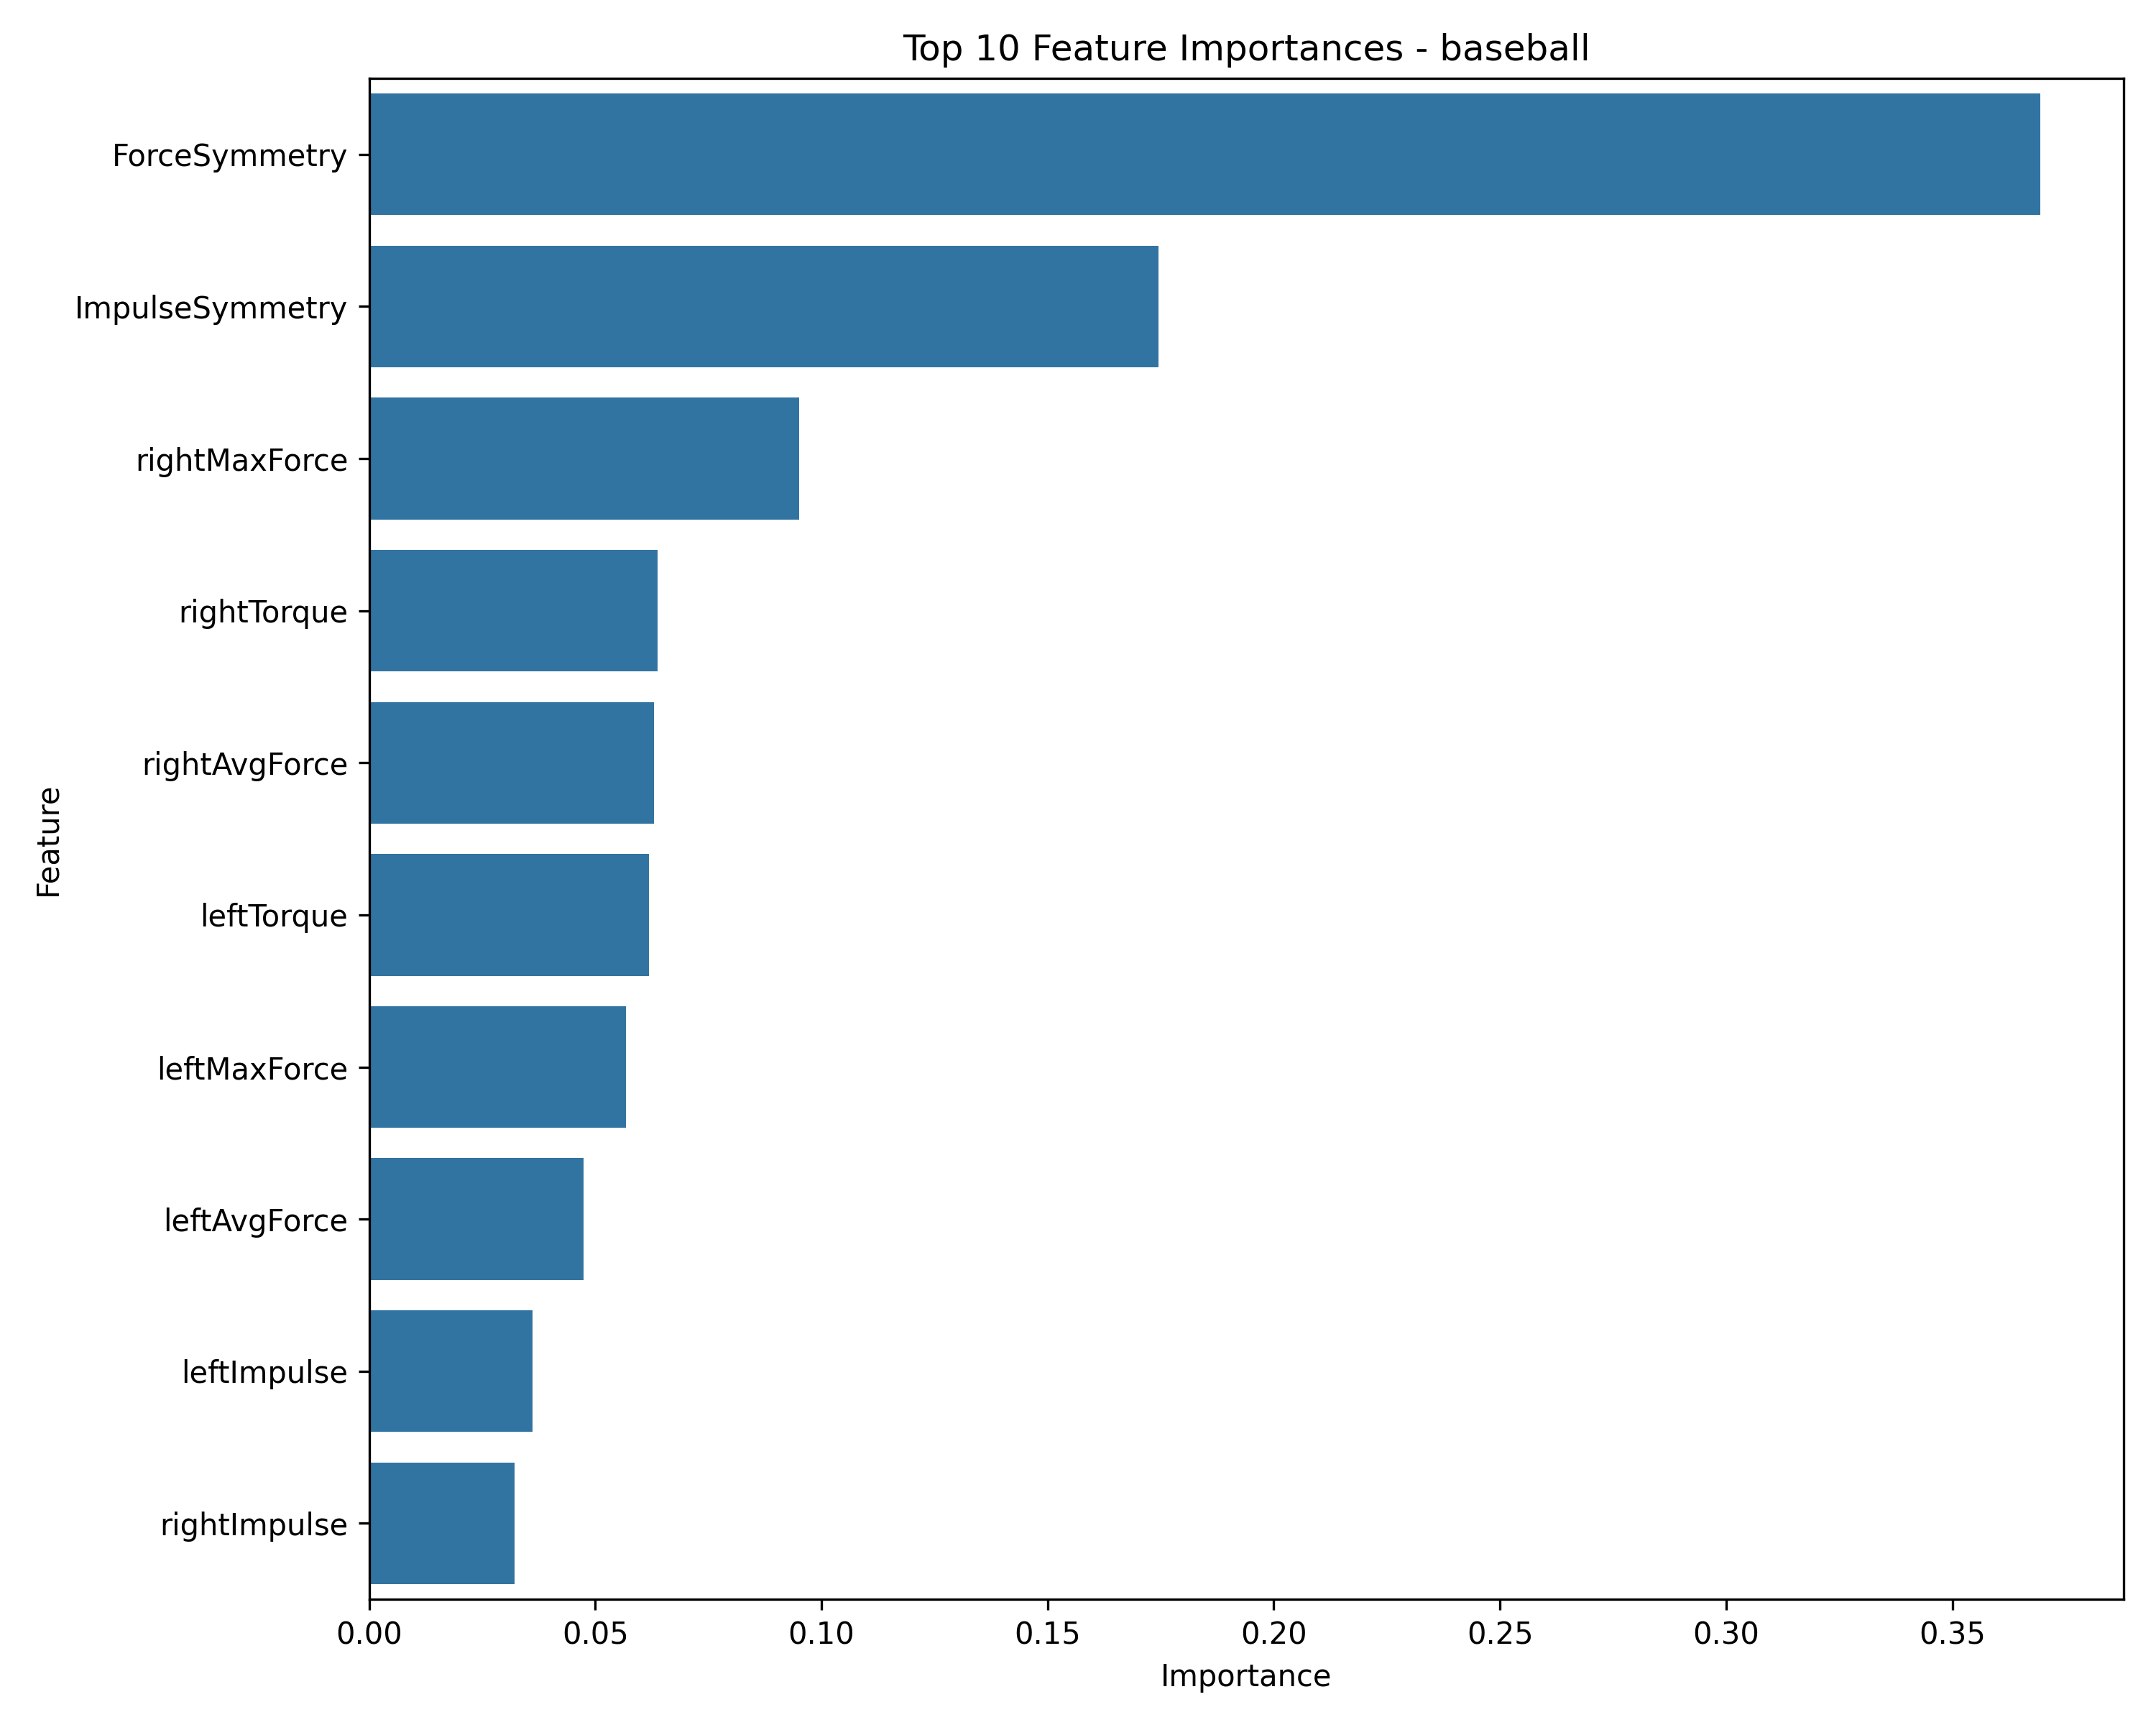 Top 10 Feature Importances - baseball
ForceSymmetry
ImpulseSymmetry
rightMaxForce
rightTorque
rightAvgForce
leftTorque
leftMaxForce
leftAvgForce
leftImpulse
rightImpulse
Feature
0.00 0.05 0.10 0.15 0.20 0.25 0.30 0.35
Importance